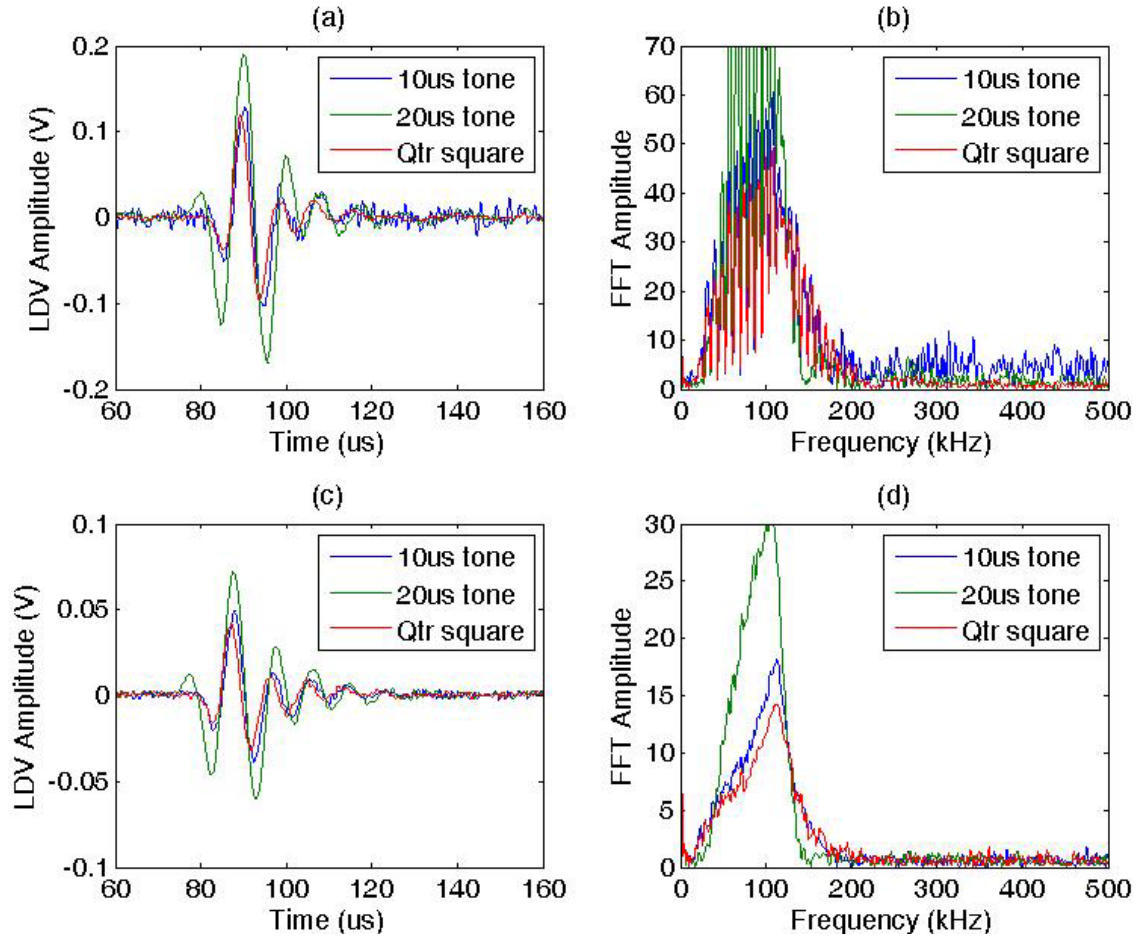 (a)
0.2
0.1
0
-0.1
-0.2
LDV Amplitude (V)
60 80 100 120 140 160
Time (us)
10us tone
20us tone
Qtr square
(b)
70
60
50
40
30
20
10
0
FFT Amplitude
0 100 200 300 400 500
Frequency (kHz)
10us tone
20us tone
Qtr square
(c)
0.1
0.05
0
-0.05
-0.1
LDV Amplitude (V)
60 80 100 120 140 160
Time (us)
10us tone
20us tone
Qtr square
(d)
30
25
20
15
10
5
0
FFT Amplitude
0 100 200 300 400 500
Frequency (kHz)
10us tone
20us tone
Qtr square